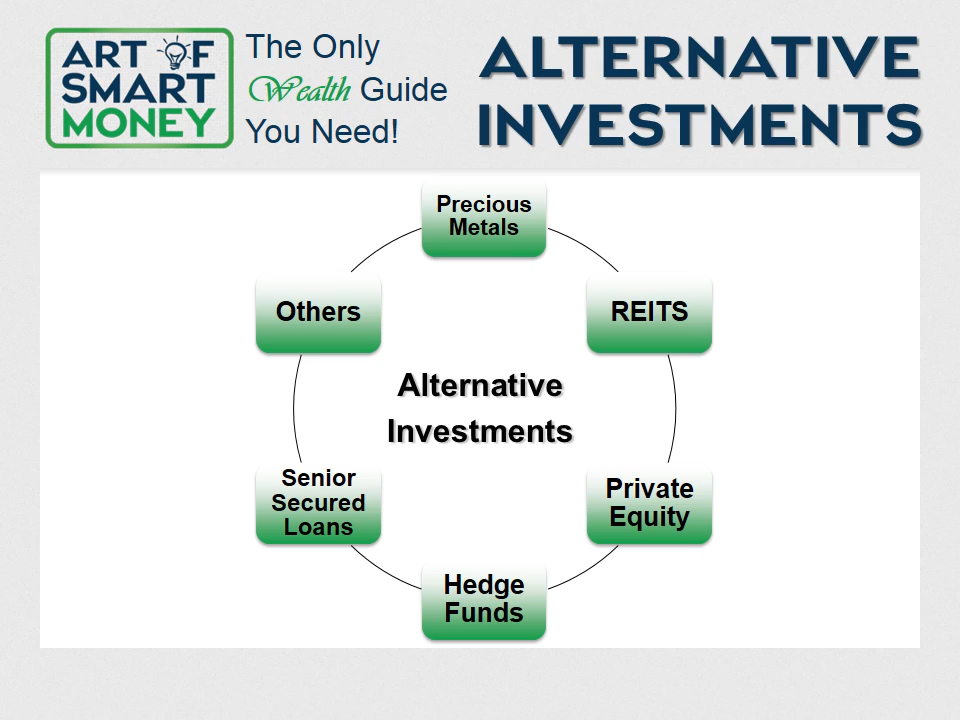 ART OF
SMART
MONEY
The Only
Wealth Guide
You Need!
ALTERNATIVE
INVESTMENTS
Precious
Metals
Others
REITS
Alternative
Investments
Senior
Secured
Loans
Private
Equity
Hedge
Funds